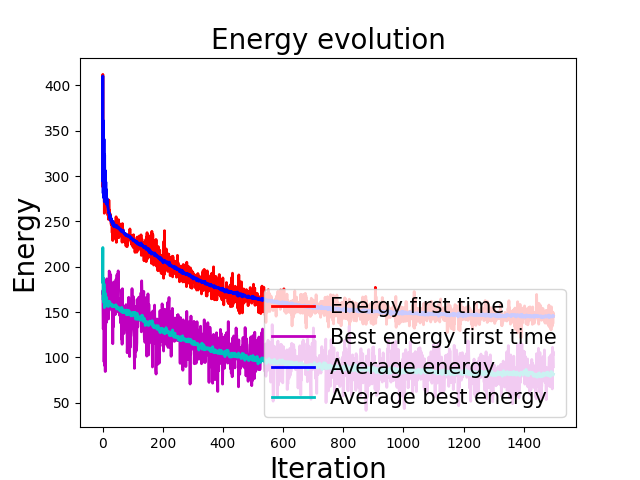 Energy evolution
Energy
400
350
300
250
200
150
100
50
Energy first time
Best energy first time
Average energy
Average best energy
0 200 400 600 800 1000 1200 1400
Iteration